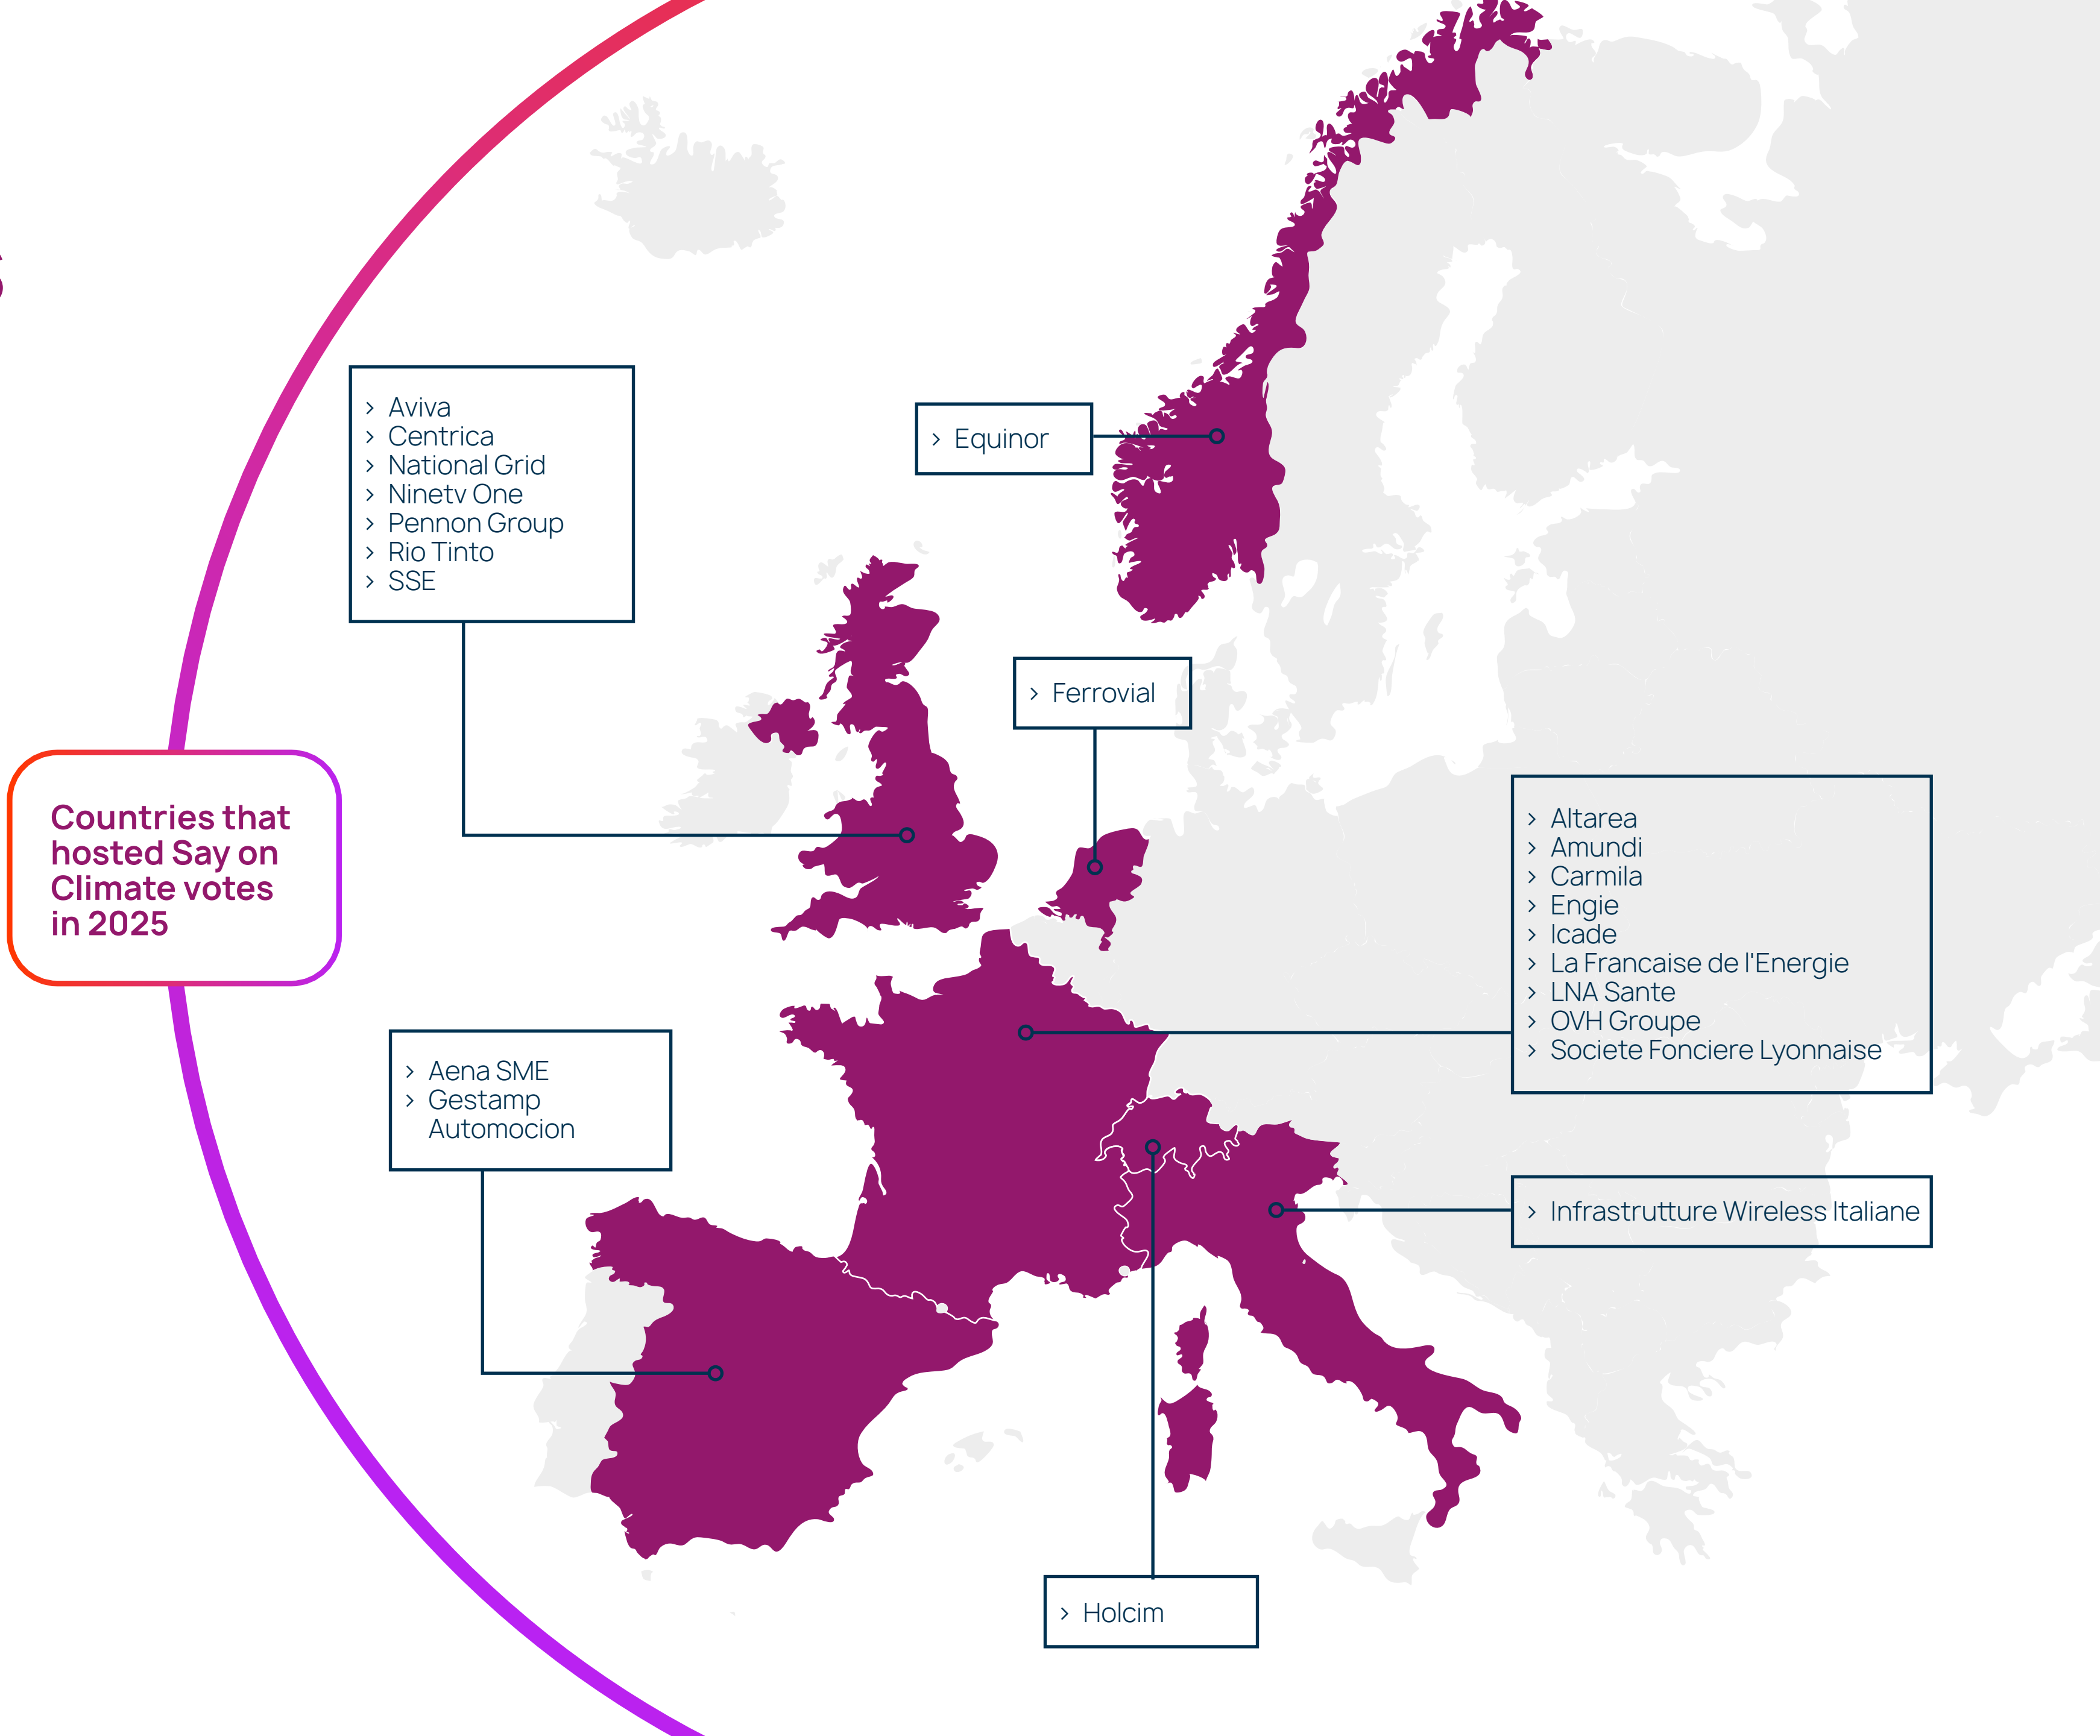 Aviva
Centrica
National Grid
Ninetv One
Pennon Group
Rio Tinto
SSE
Equinor
Ferrovial
Countries that
hosted Say on
Climate votes
in 2025
Altarea
Amundi
Carmila
Engie
Icade
La Francaise de l'Energie
LNA Sante
OVH Groupe
Societe Fonciere Lyonnaise
Aena SME
Gestamp
Automocion
Infrastrutture Wireless Italiane
Holcim